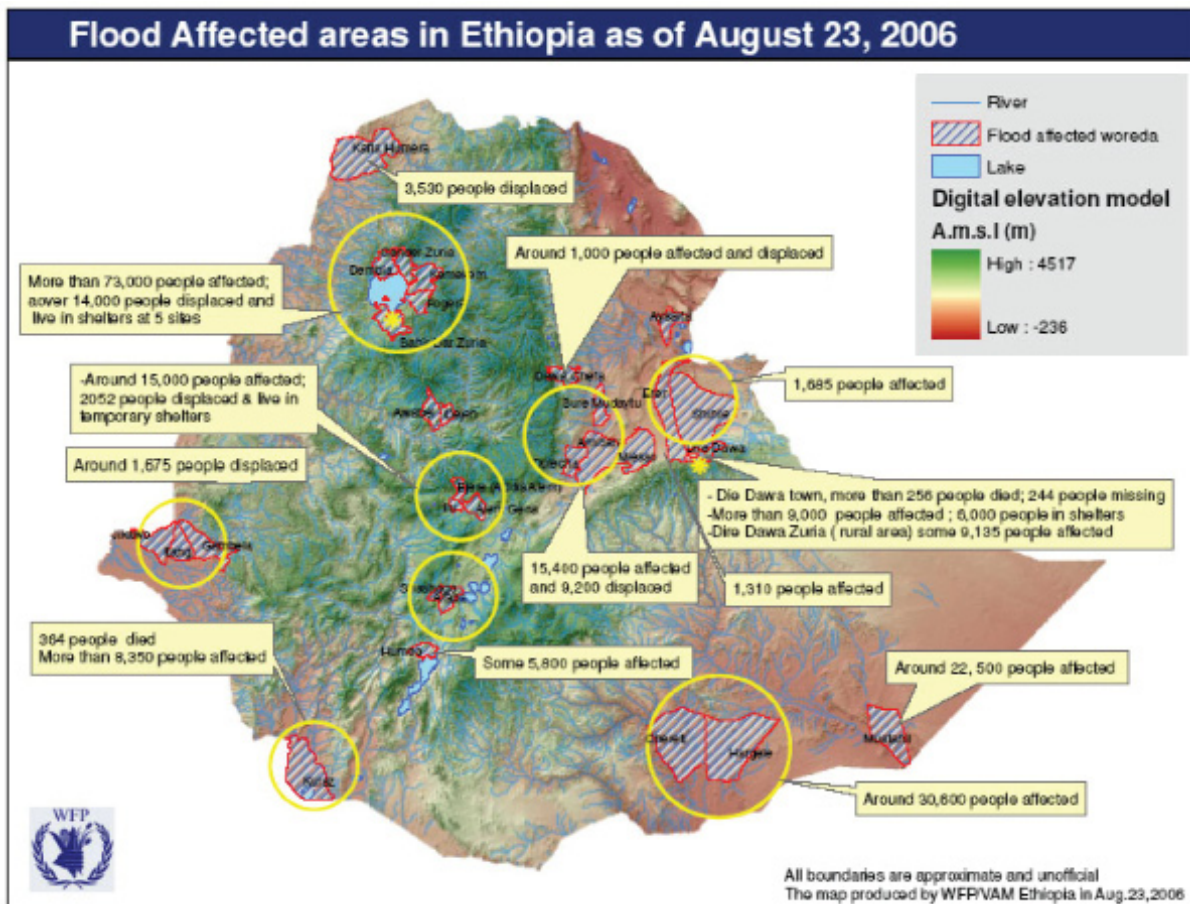 Flood Affected areas in Ethiopia as of August 23, 2006
River
Flood affected woreda
Lake
Digital elevation model
A.m.s.l (m)
High : 4517
Low : -236
3,530 people displaced
Around 1,000 people affected and displaced
More than 73,000 people affected;
aover 14,000 people displaced and
live in shelters at 5 sites
Dembia
Bahir Dar Zuria
-Around 15,000 people affected;
2052 people displaced & live in
temporary shelters
1,685 people affected
Erer
Shinile
Bure Mudaytu
Around 1,675 people displaced
- Die Dawa town, more than 256 people died; 244 people missing
-More than 9,000 people affected ; 6,000 people in shelters
-Dire Dawa Zuria ( rural area) some 9,135 people affected
15,400 people affected
and 9,200 displaced
1,310 people affected
364 people died
More than 8,350 people affected
Some 5,800 people affected
Around 22, 500 people affected
Mustahil
Hargele
Kuraz
Around 30,600 people affected
WFP
All boundaries are approximate and unofficial
The map produced by WFP/VAM Ethiopia in Aug.23,2006